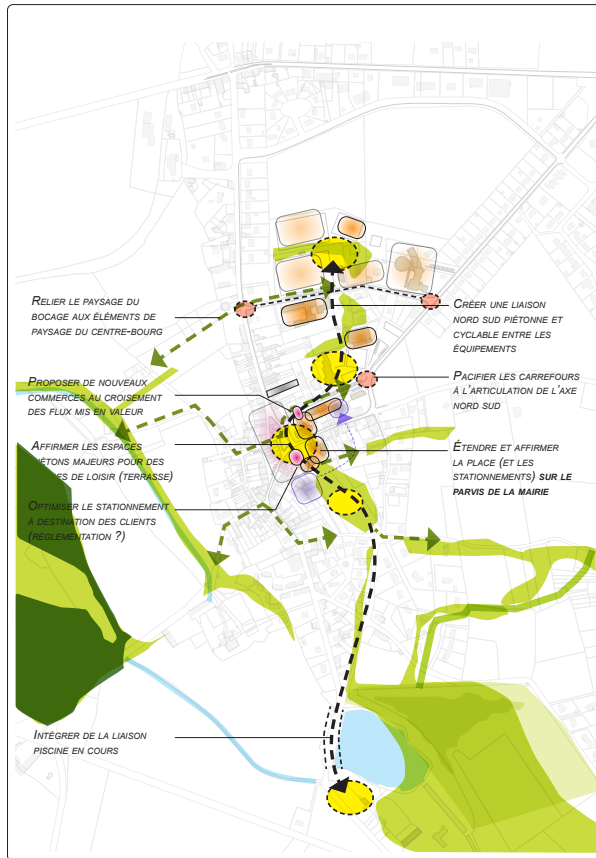 RELIER LE PAYSAGE DU
BOCAGE AUX ÉLÉMENTS DE
PAYSAGE DU CENTRE-BOURG
PROPOSER DE NOUVEAUX
COMMERCES AU CROISEMENT
DES FLUX MIS EN VALEUR
AFFIRMER LES ESPACES
PIÉTONS MAJEURS POUR DES
DE LOISIR (TERRASSE)
OPTIMISER LE STATIONNEMENT
À DESTINATION DES CLIENTS
(RÉGLEMENTATION ?)
INTÉGRER DE LA LIAISON
PISCINE EN COURS
CRÉER UNE LIAISON
NORD SUD PIÉTONNE ET
CYCLABLE ENTRE LES
ÉQUIPEMENTS
PACIFIER LES CARREFOURS
À L'ARTICULATION DE L'AXE
NORD SUD
ÉTENDRE ET AFFIRMER
LA PLACE (ET LES
STATIONNEMENTS) SUR LE
PARVIS DE LA MAIRIE